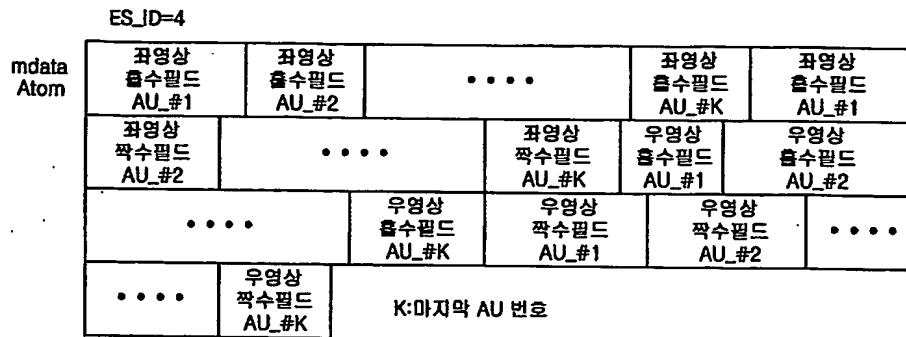 ES_ID=4
mdata
Atom
좌영상
홀수필드
AU_#1
좌영상
홀수필드
AU_#2
• • • •
좌영상
홀수필드
AU_#K
좌영상
홀수필드
AU_#1
좌영상
짝수필드
AU_#2
• • • •
좌영상
짝수필드
AU_#K
우영상
홀수필드
AU_#1
우영상
홀수필드
AU_#2
• • • •
우영상
홀수필드
AU_#K
우영상
짝수필드
AU_#1
우영상
짝수필드
AU_#2
• • • •
• • • •
우영상
짝수필드
AU_#K
K:마지막 AU 번호